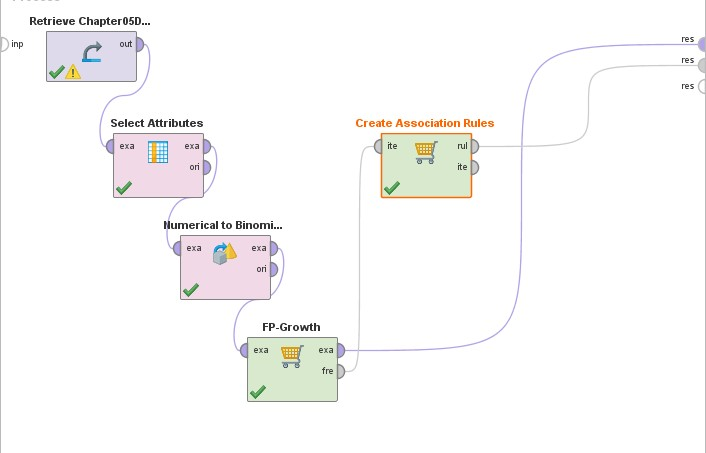 Retrieve Chapter05D...
inp
out
res
res
res
Select Attributes
exa
exa
ori
Create Association Rules
ite
rul
ite
Numerical to Binomi...
exa
exa
ori
FP-Growth
exa
exa
fre